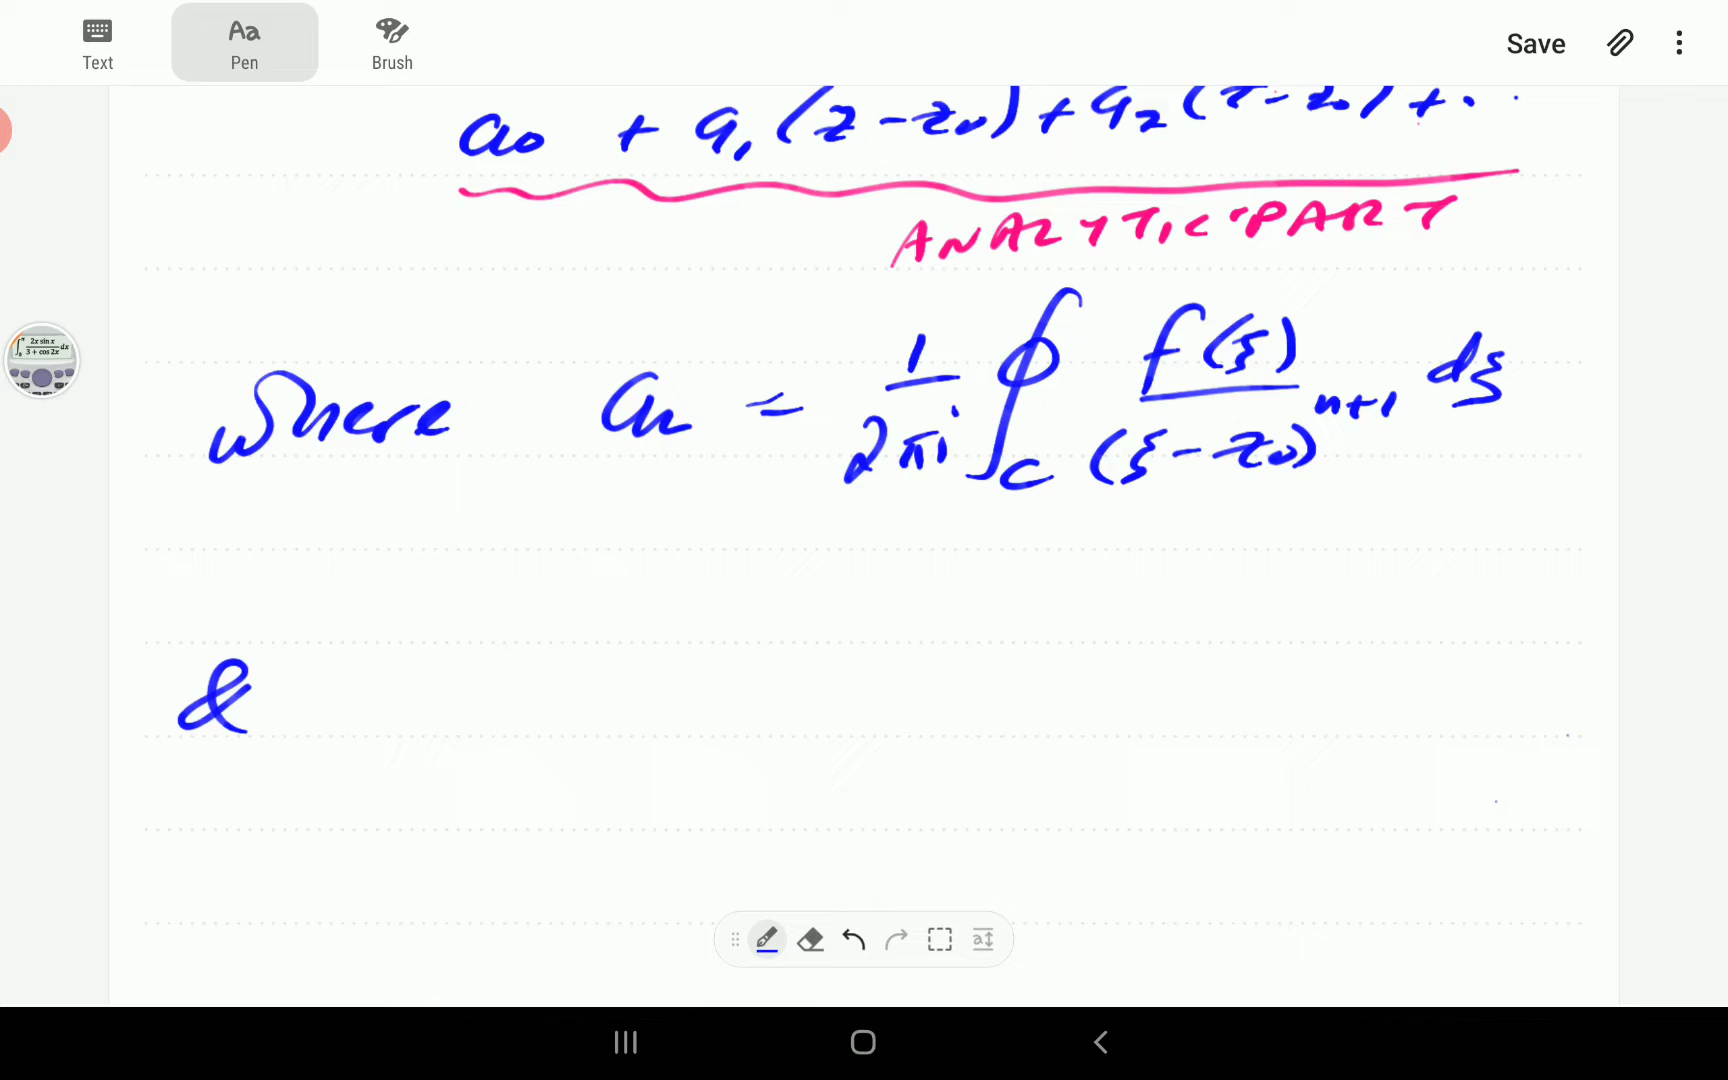 Text Aa Pen Brush Save
a₀ + a₁(z-z₀) + a₂(z-z₀) + ...
ANALYTIC PART
where aₙ = 1/2πi ∮_C f(ξ)/(ξ-z₀)ⁿ⁺¹ dξ
&